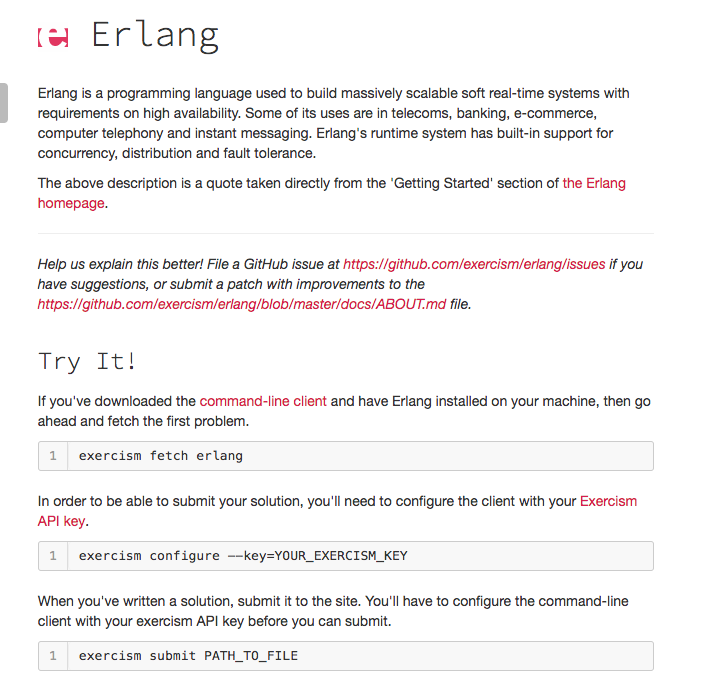 Erlang
Erlang is a programming language used to build massively scalable soft real-time systems with
requirements on high availability. Some of its uses are in telecoms, banking, e-commerce,
computer telephony and instant messaging. Erlang's runtime system has built-in support for
concurrency, distribution and fault tolerance.
The above description is a quote taken directly from the 'Getting Started' section of the Erlang
homepage.
Help us explain this better! File a GitHub issue at https://github.com/exercism/erlang/issues if you
have suggestions, or submit a patch with improvements to the
https://github.com/exercism/erlang/blob/master/docs/ABOUT.md file.
Try It!
If you've downloaded the command-line client and have Erlang installed on your machine, then go
ahead and fetch the first problem.
1 exercism fetch erlang
In order to be able to submit your solution, you'll need to configure the client with your Exercism
API key.
1 exercism configure --key=YOUR_EXERCISM_KEY
When you've written a solution, submit it to the site. You'll have to configure the command-line
client with your exercism API key before you can submit.
1 exercism submit PATH_TO_FILE